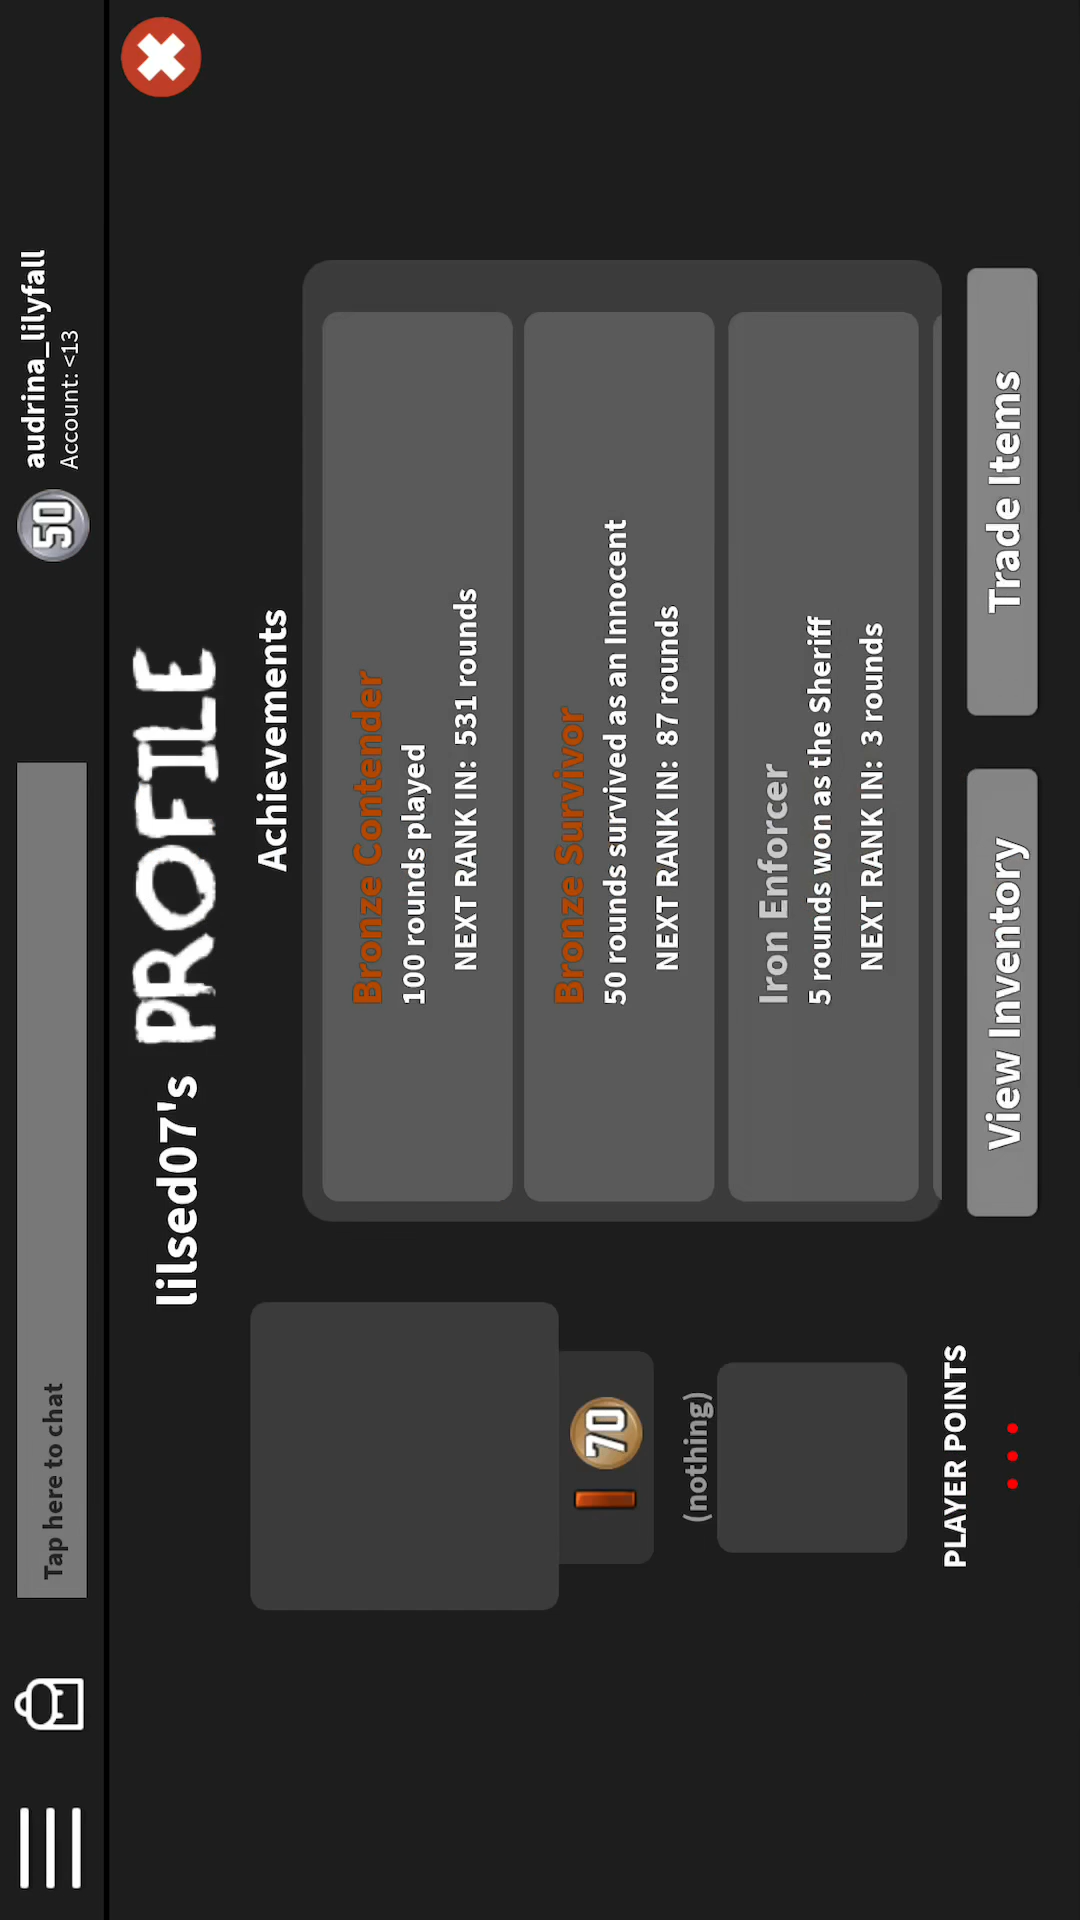 Tap here to chat
50
audrina_lilyfall
Account: <13
lilsed07's PROFILE
Achievements
Bronze Contender
100 rounds played
NEXT RANK IN: 531 rounds
Bronze Survivor
50 rounds survived as an Innocent
NEXT RANK IN: 87 rounds
Iron Enforcer
5 rounds won as the Sheriff
NEXT RANK IN: 3 rounds
I 70
(nothing)
PLAYER POINTS
...
View Inventory
Trade Items